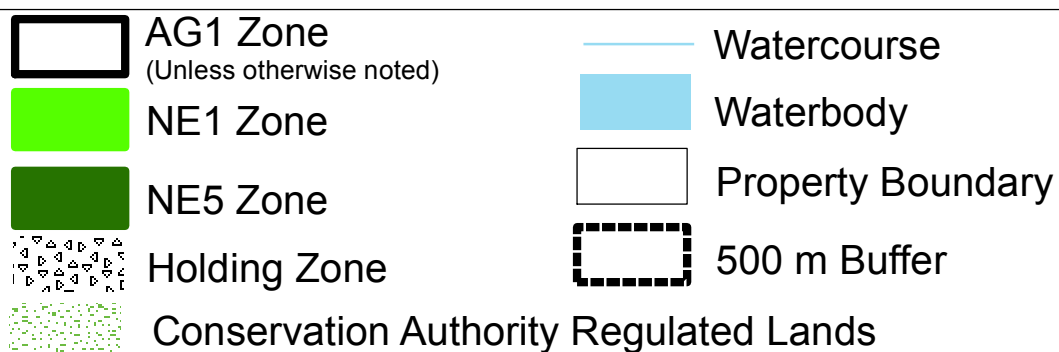 AG1 Zone
(Unless otherwise noted)
NE1 Zone
NE5 Zone
Holding Zone
Conservation Authority Regulated Lands
Watercourse
Waterbody
Property Boundary
500 m Buffer